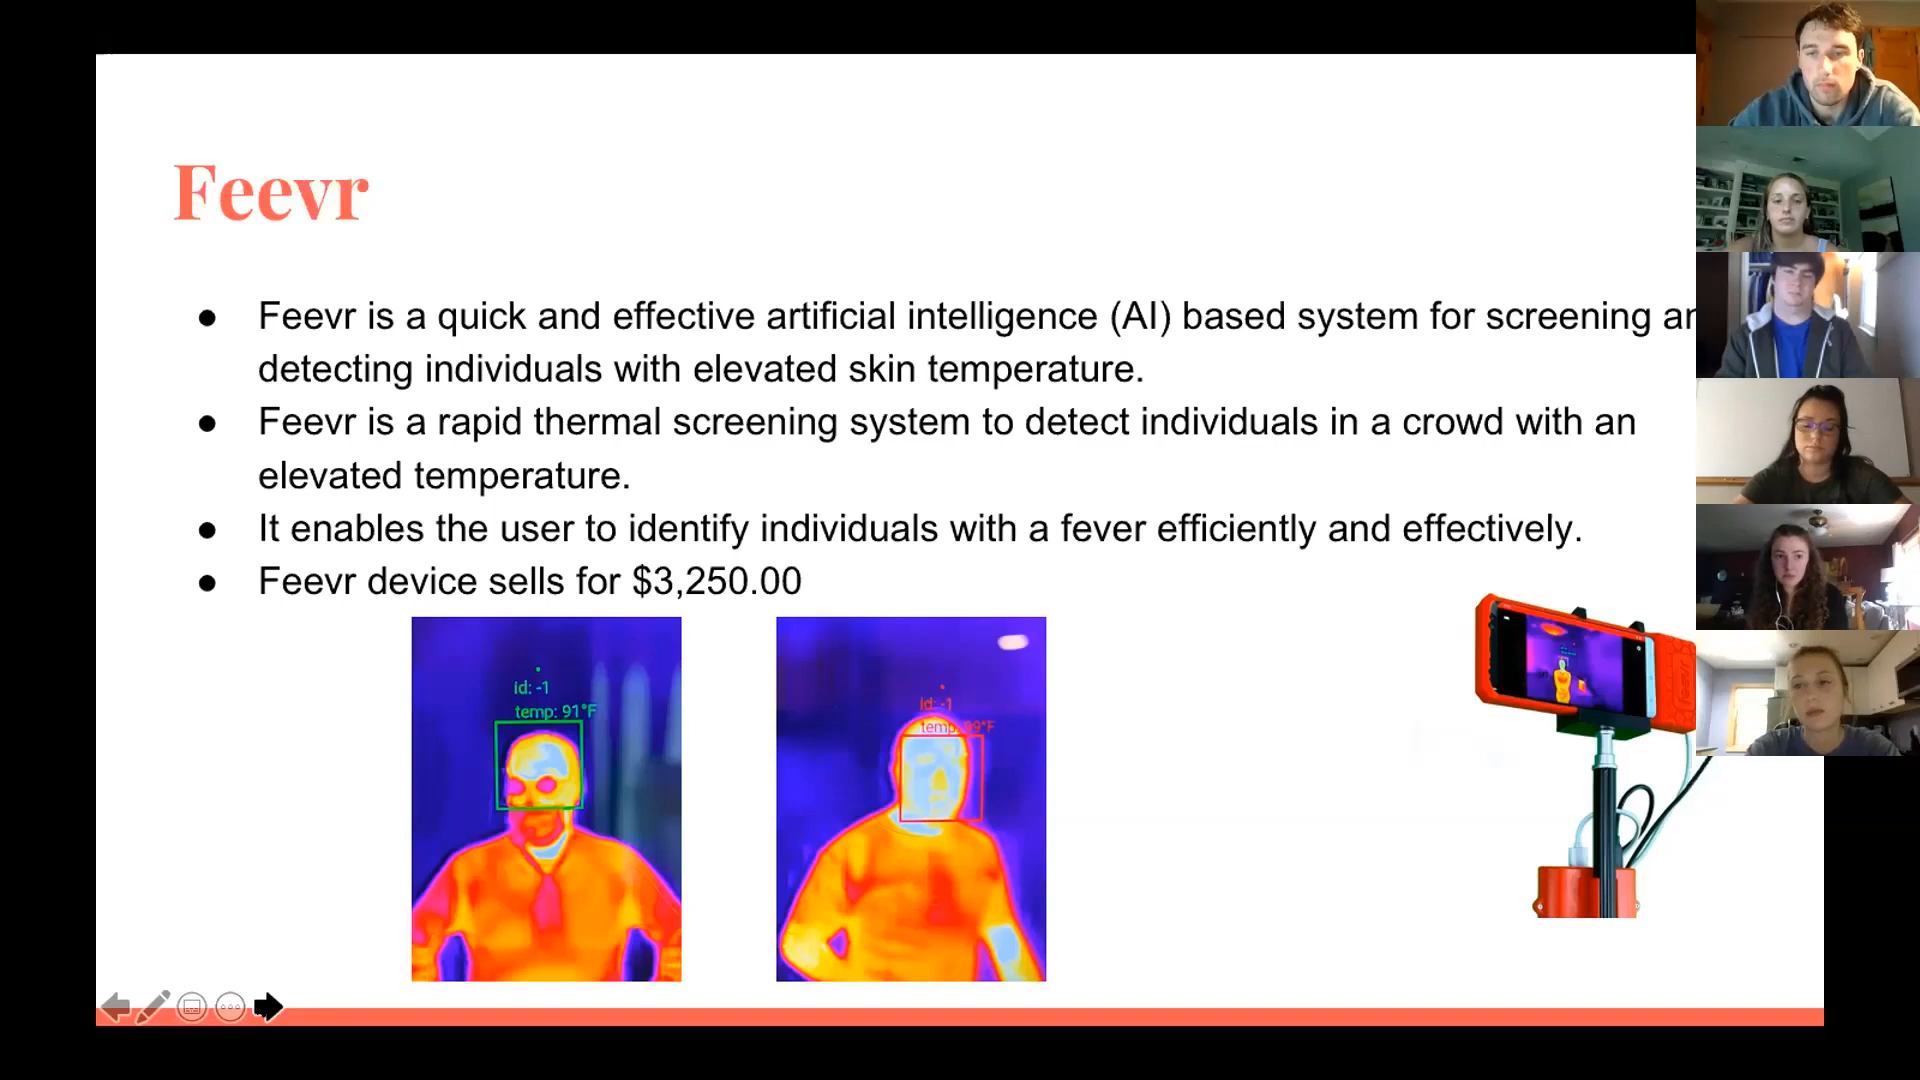 Feevr
● Feevr is a quick and effective artificial intelligence (AI) based system for screening
detecting individuals with elevated skin temperature.
● Feevr is a rapid thermal screening system to detect individuals in a crowd with an
elevated temperature.
● It enables the user to identify individuals with a fever efficiently and effectively.
● Feevr device sells for $3,250.00
id: -1
temp: 91°F
id: -1
temp: 99°F
feevr